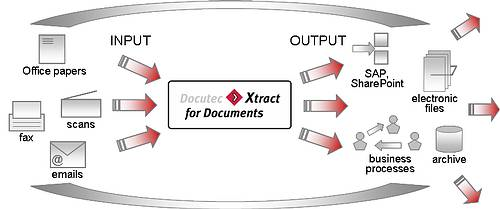 INPUT
OUTPUT
Office papers
scans
fax
emails
Docutec Xtract
for Documents
SAP,
SharePoint
electronic
files
business
processes
archive
@